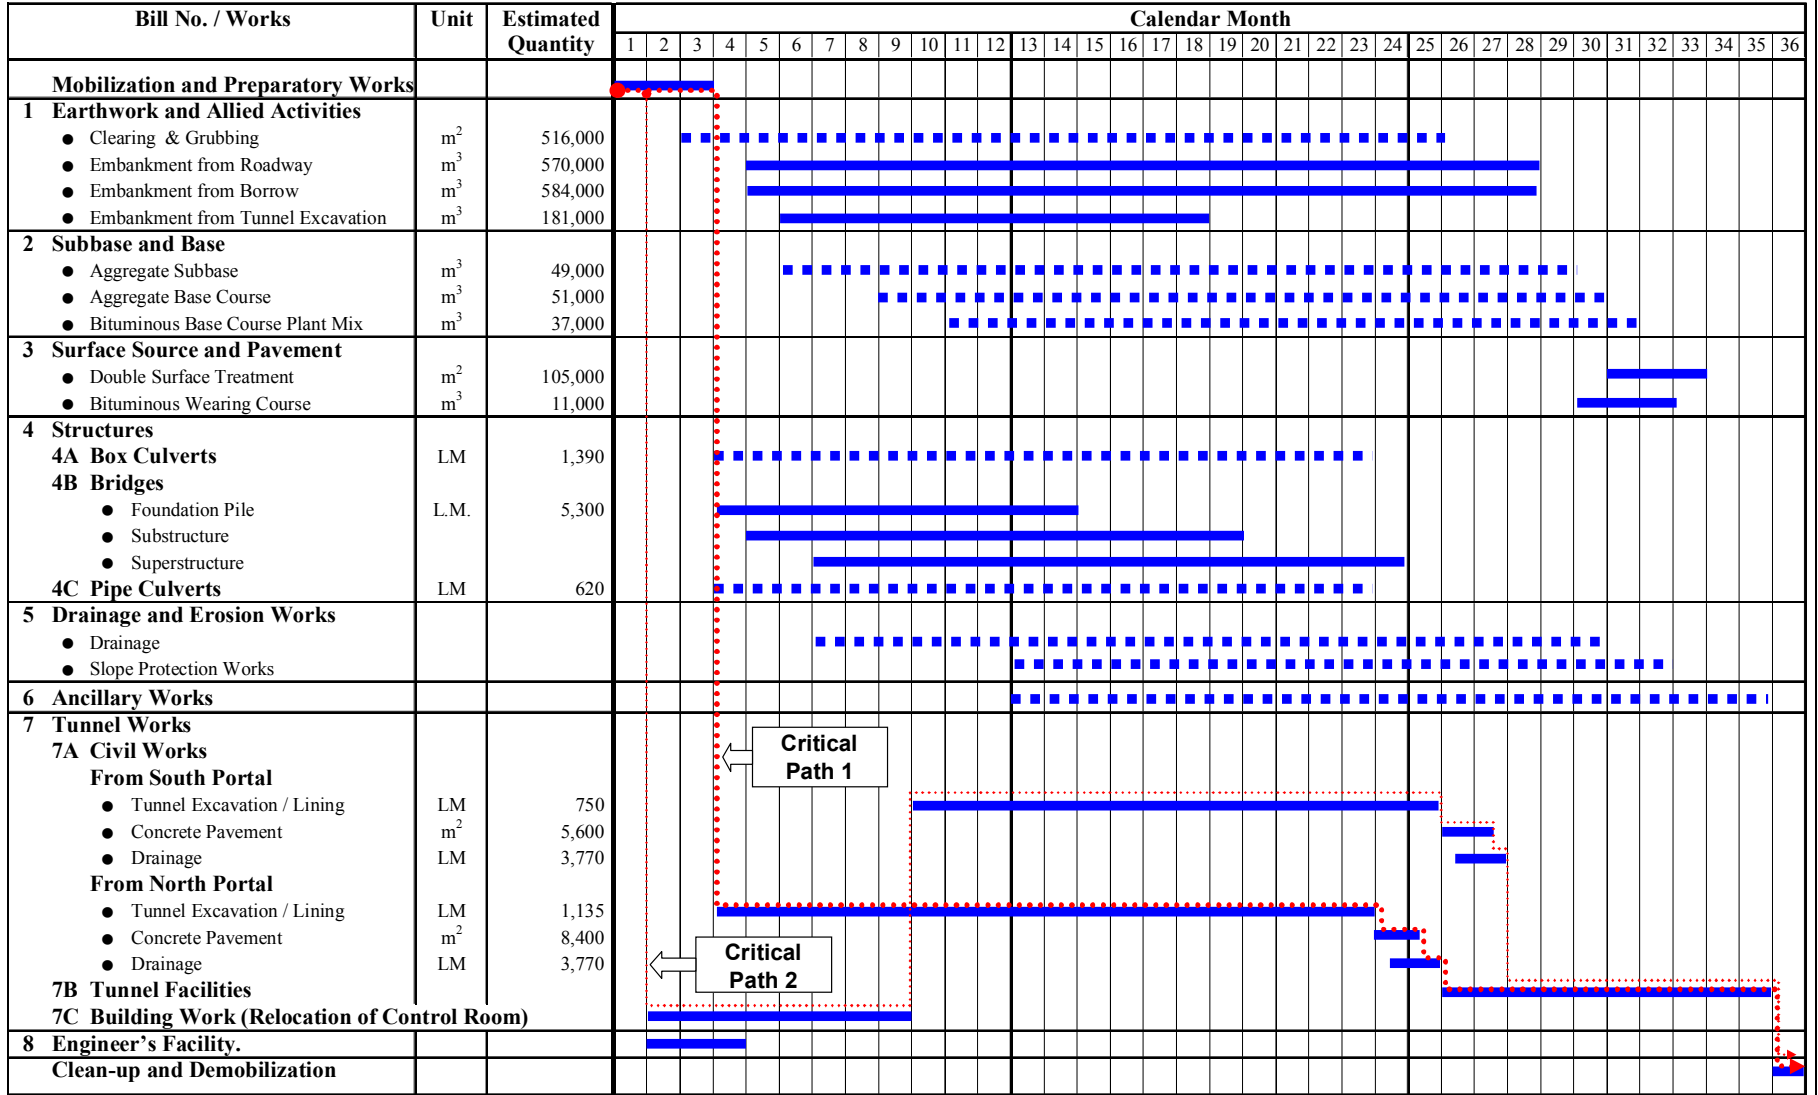 Bill No. / Works Unit Estimated Quantity Calendar Month
1 2 3 4 5 6 7 8 9 10 11 12 13 14 15 16 17 18 19 20 21 22 23 24 25 26 27 28 29 30 31 32 33 34 35 36
Mobilization and Preparatory Works
1 Earthwork and Allied Activities
● Clearing & Grubbing m² 516,000
● Embankment from Roadway m³ 570,000
● Embankment from Borrow m³ 584,000
● Embankment from Tunnel Excavation m³ 181,000
2 Subbase and Base
● Aggregate Subbase m³ 49,000
● Aggregate Base Course m³ 51,000
● Bituminous Base Course Plant Mix m³ 37,000
3 Surface Source and Pavement
● Double Surface Treatment m² 105,000
● Bituminous Wearing Course m³ 11,000
4 Structures
4A Box Culverts LM 1,390
4B Bridges
● Foundation Pile L.M. 5,300
● Substructure
● Superstructure
4C Pipe Culverts LM 620
5 Drainage and Erosion Works
● Drainage
● Slope Protection Works
6 Ancillary Works
7 Tunnel Works
7A Civil Works
Critical
Path 1
From South Portal
● Tunnel Excavation / Lining LM 750
● Concrete Pavement m² 5,600
● Drainage LM 3,770
From North Portal
● Tunnel Excavation / Lining LM 1,135
● Concrete Pavement m² 8,400
● Drainage LM 3,770
Critical
Path 2
7B Tunnel Facilities
7C Building Work (Relocation of Control Room)
8 Engineer's Facility.
Clean-up and Demobilization